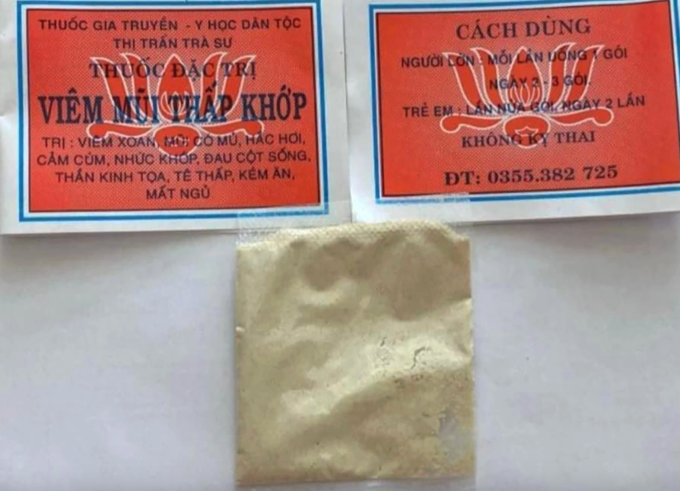 THUỐC GIA TRUYỀN - Y HỌC DÂN TỘC
THỊ TRẤN TRÀ SƯ
THUỐC ĐẶC TRỊ
VIÊM MŨI THẤP KHỚP
TRỊ : VIÊM XOAN, MŨI CÓ MỦ, HẮC HƠI,
CẢM CÚM, NHỨC KHỚP, ĐAU CỘT SỐNG,
THẦN KINH TỌA, TÊ THẤP, KÉM ĂN,
MẤT NGỦ
CÁCH DÙNG
NGƯỜI LỚN : MỖI LẦN UỐNG 1 GÓI
NGÀY 2 - 3 GÓI
TRẺ EM : LẦN NỬA GÓI, NGÀY 2 LẦN
KHÔNG KỴ THAI
ĐT: 0355.382 725